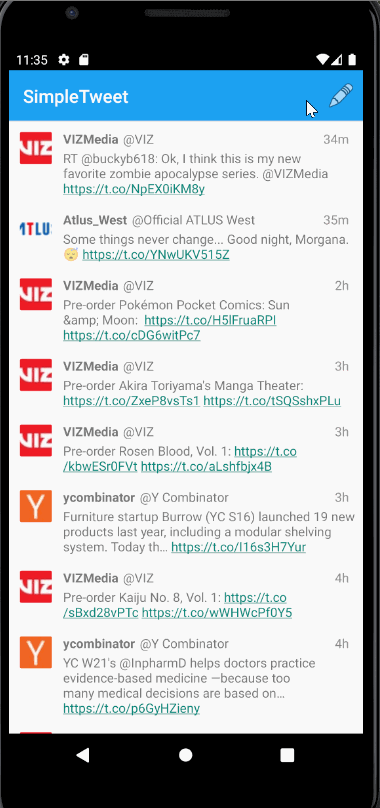 11:35
SimpleTweet
VIZ VIZMedia @VIZ 34m
RT @buckyb618: Ok, I think this is my new
favorite zombie apocalypse series. @VIZMedia
https://t.co/NpEX0iKM8y
Atlus_West @Official ATLUS West 35m
Some things never change... Good night, Morgana.
😴 https://t.co/YNwUKV515Z
VIZ VIZMedia @VIZ 2h
Pre-order Pokémon Pocket Comics: Sun
&amp; Moon: https://t.co/H5lFruaRPI
https://t.co/cDG6witPc7
VIZ VIZMedia @VIZ 3h
Pre-order Akira Toriyama's Manga Theater:
https://t.co/ZxeP8vsTs1 https://t.co/tSQSshxPLu
VIZ VIZMedia @VIZ 3h
Pre-order Rosen Blood, Vol. 1: https://t.co
/kbwESr0FVt https://t.co/aLshfbjx4B
Y ycombinator @Y Combinator 3h
Furniture startup Burrow (YC S16) launched 19 new
products last year, including a modular shelving
system. Today th… https://t.co/I16s3H7Yur
VIZ VIZMedia @VIZ 4h
Pre-order Kaiju No. 8, Vol. 1: https://t.co
/sBxd28vPTc https://t.co/wWHWcPf0Y5
Y ycombinator @Y Combinator 4h
YC W21's @InpharmD helps doctors practice
evidence-based medicine —because too
many medical decisions are based on…
https://t.co/p6GyHZieny